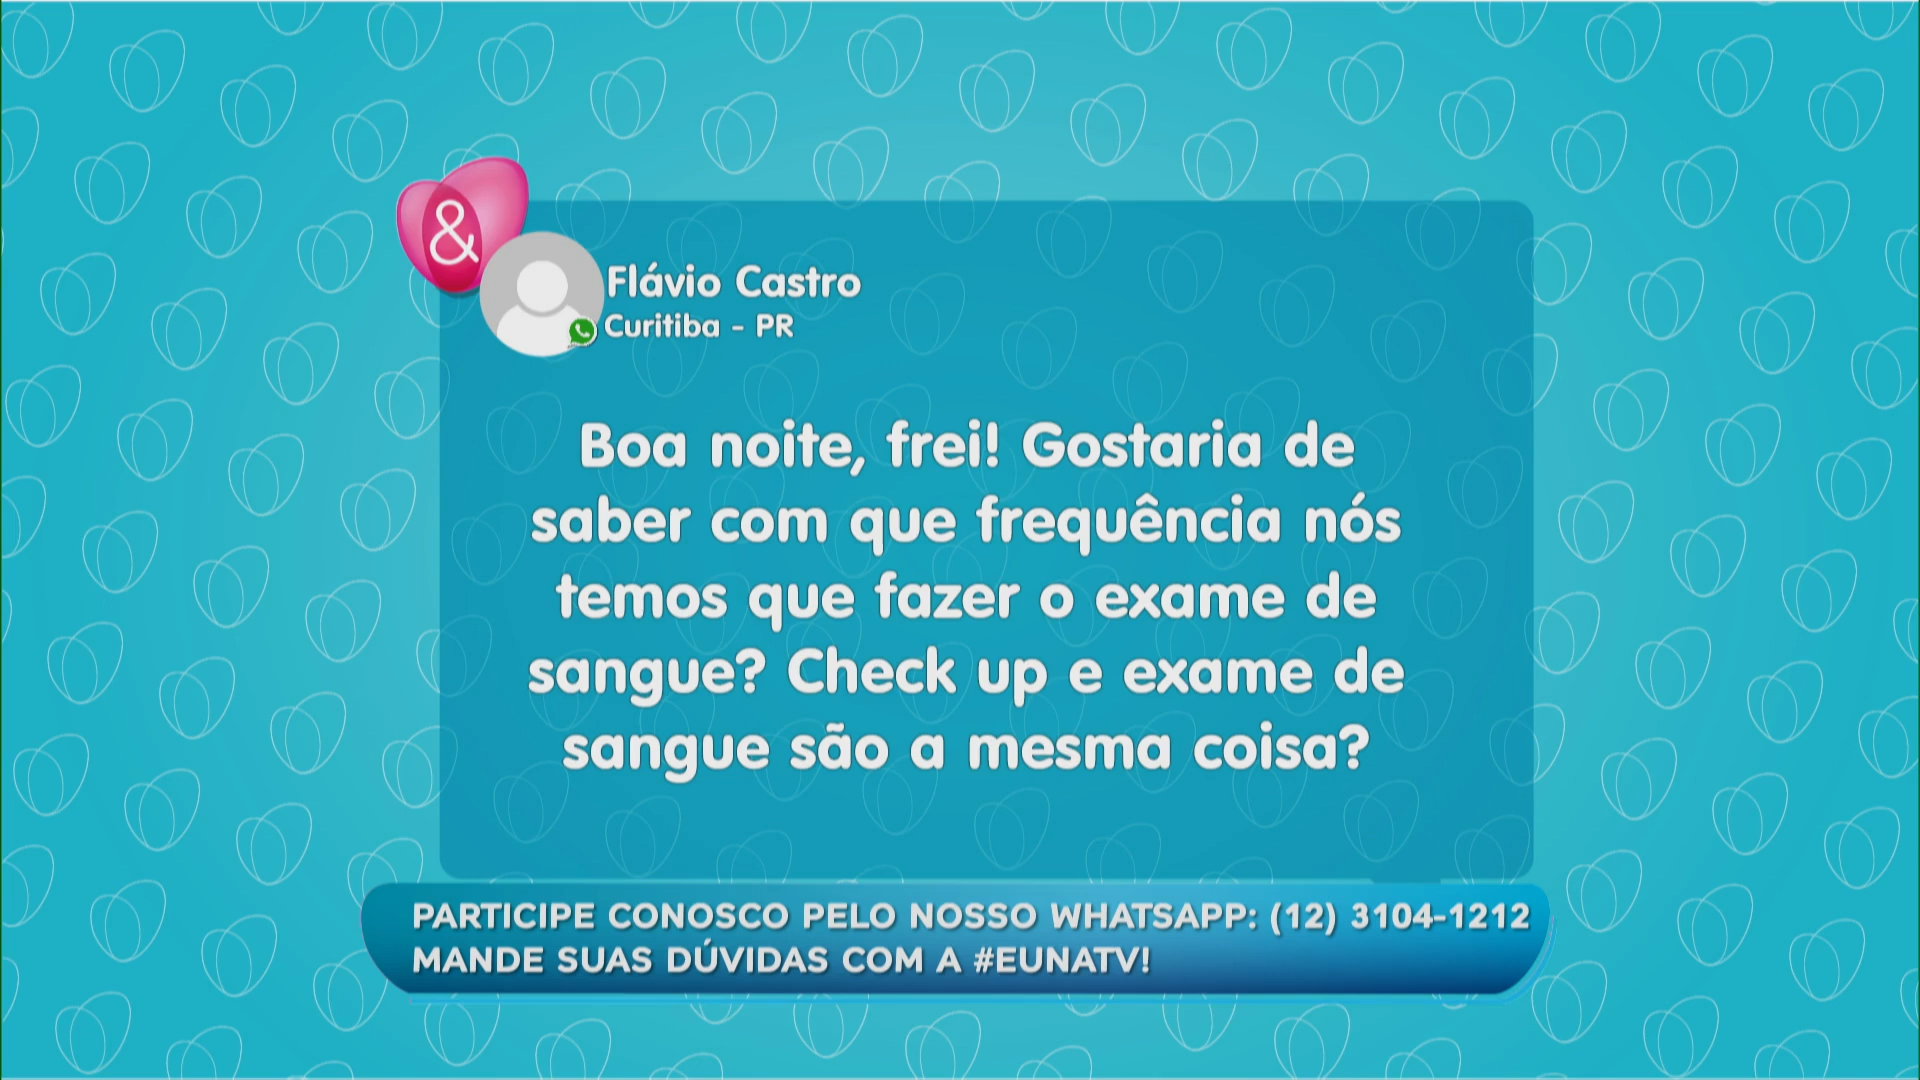 &
Flávio Castro
Curitiba - PR
Boa noite, frei! Gostaria de
saber com que frequência nós
temos que fazer o exame de
sangue? Check up e exame de
sangue são a mesma coisa?
PARTICIPE CONOSCO PELO NOSSO WHATSAPP: (12) 3104-1212
MANDE SUAS DÚVIDAS COM A #EUNATV!